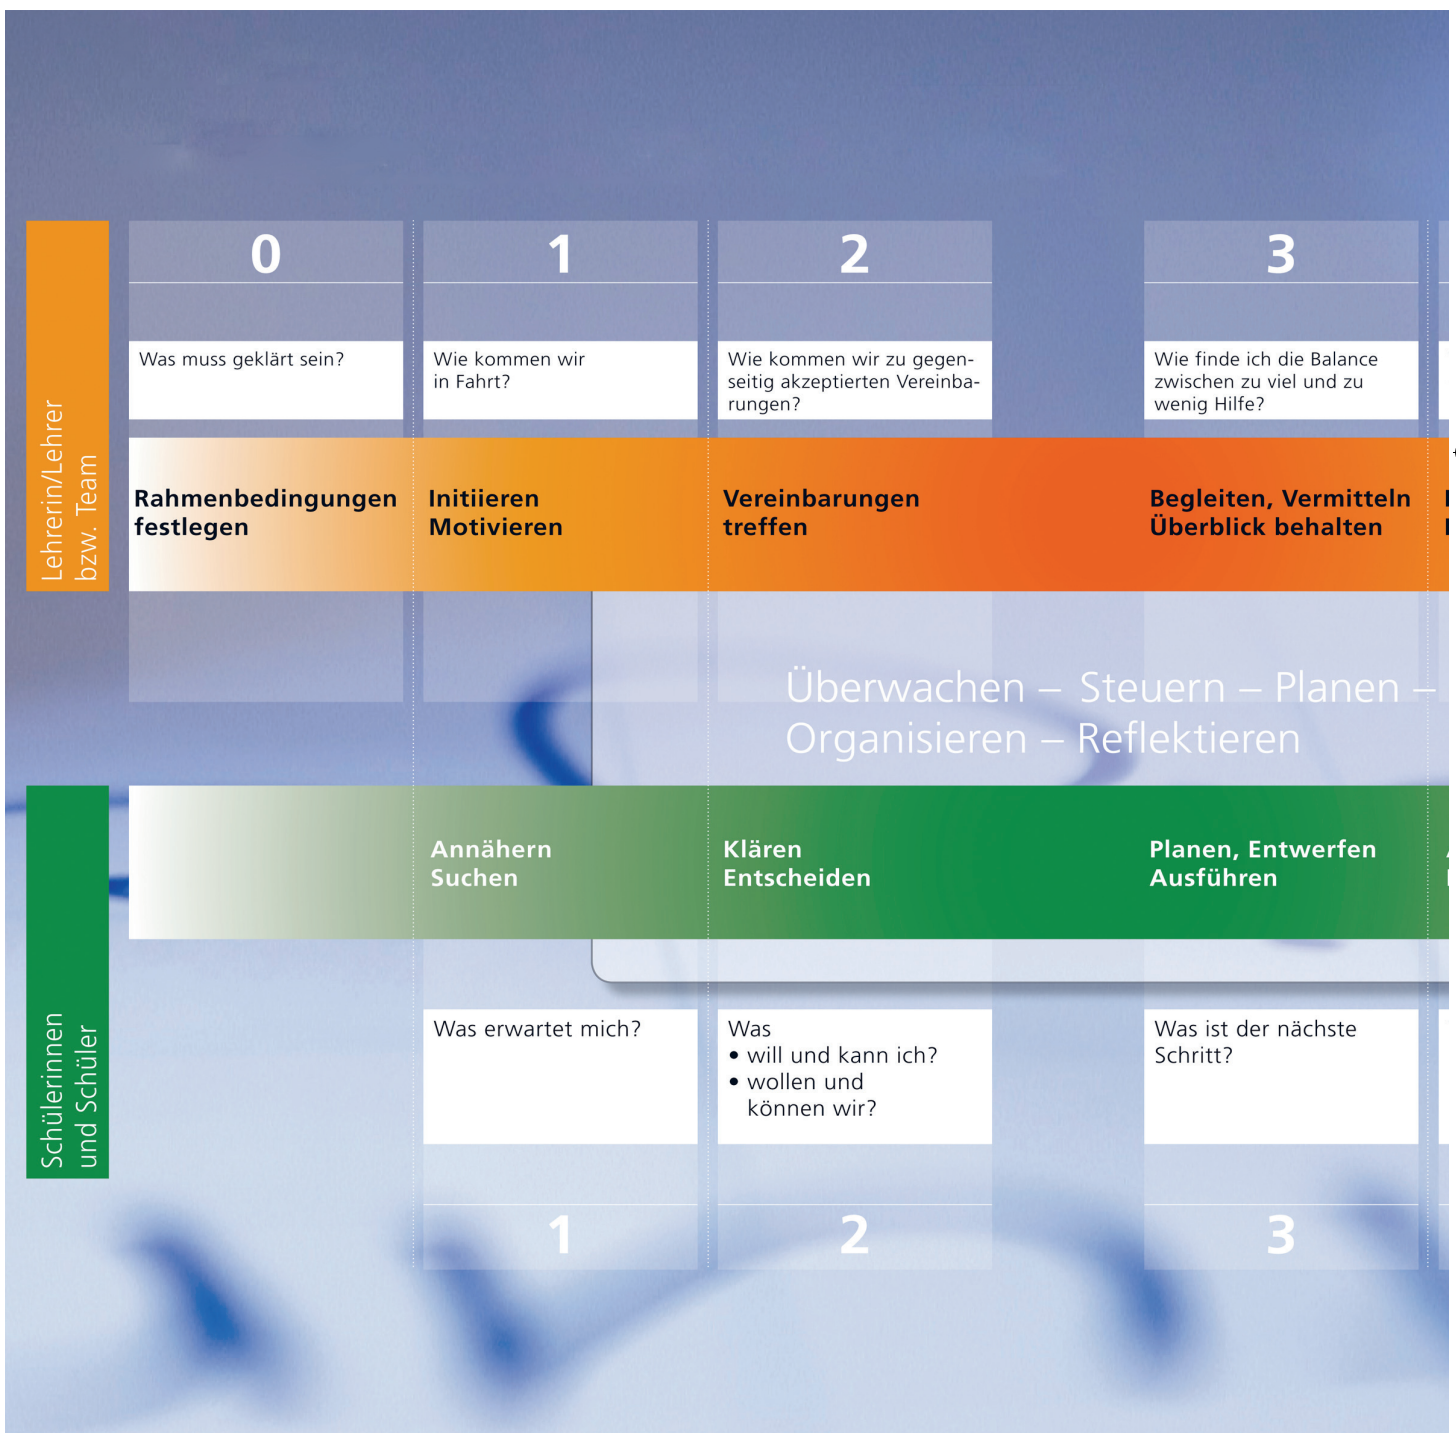 Lehrerin/Lehrer
bzw. Team
0
Was muss geklärt sein?
Rahmenbedingungen
festlegen
1
Wie kommen wir
in Fahrt?
Initiieren
Motivieren
2
Wie kommen wir zu gegen-
seitig akzeptierten Vereinba-
rungen?
Vereinbarungen
treffen
3
Wie finde ich die Balance
zwischen zu viel und zu
wenig Hilfe?
Begleiten, Vermitteln
Überblick behalten
Überwachen – Steuern – Planen –
Organisieren – Reflektieren
Schülerinnen
und Schüler
Annähern
Suchen
Was erwartet mich?
1
Klären
Entscheiden
Was
• will und kann ich?
• wollen und
können wir?
2
Planen, Entwerfen
Ausführen
Was ist der nächste
Schritt?
3